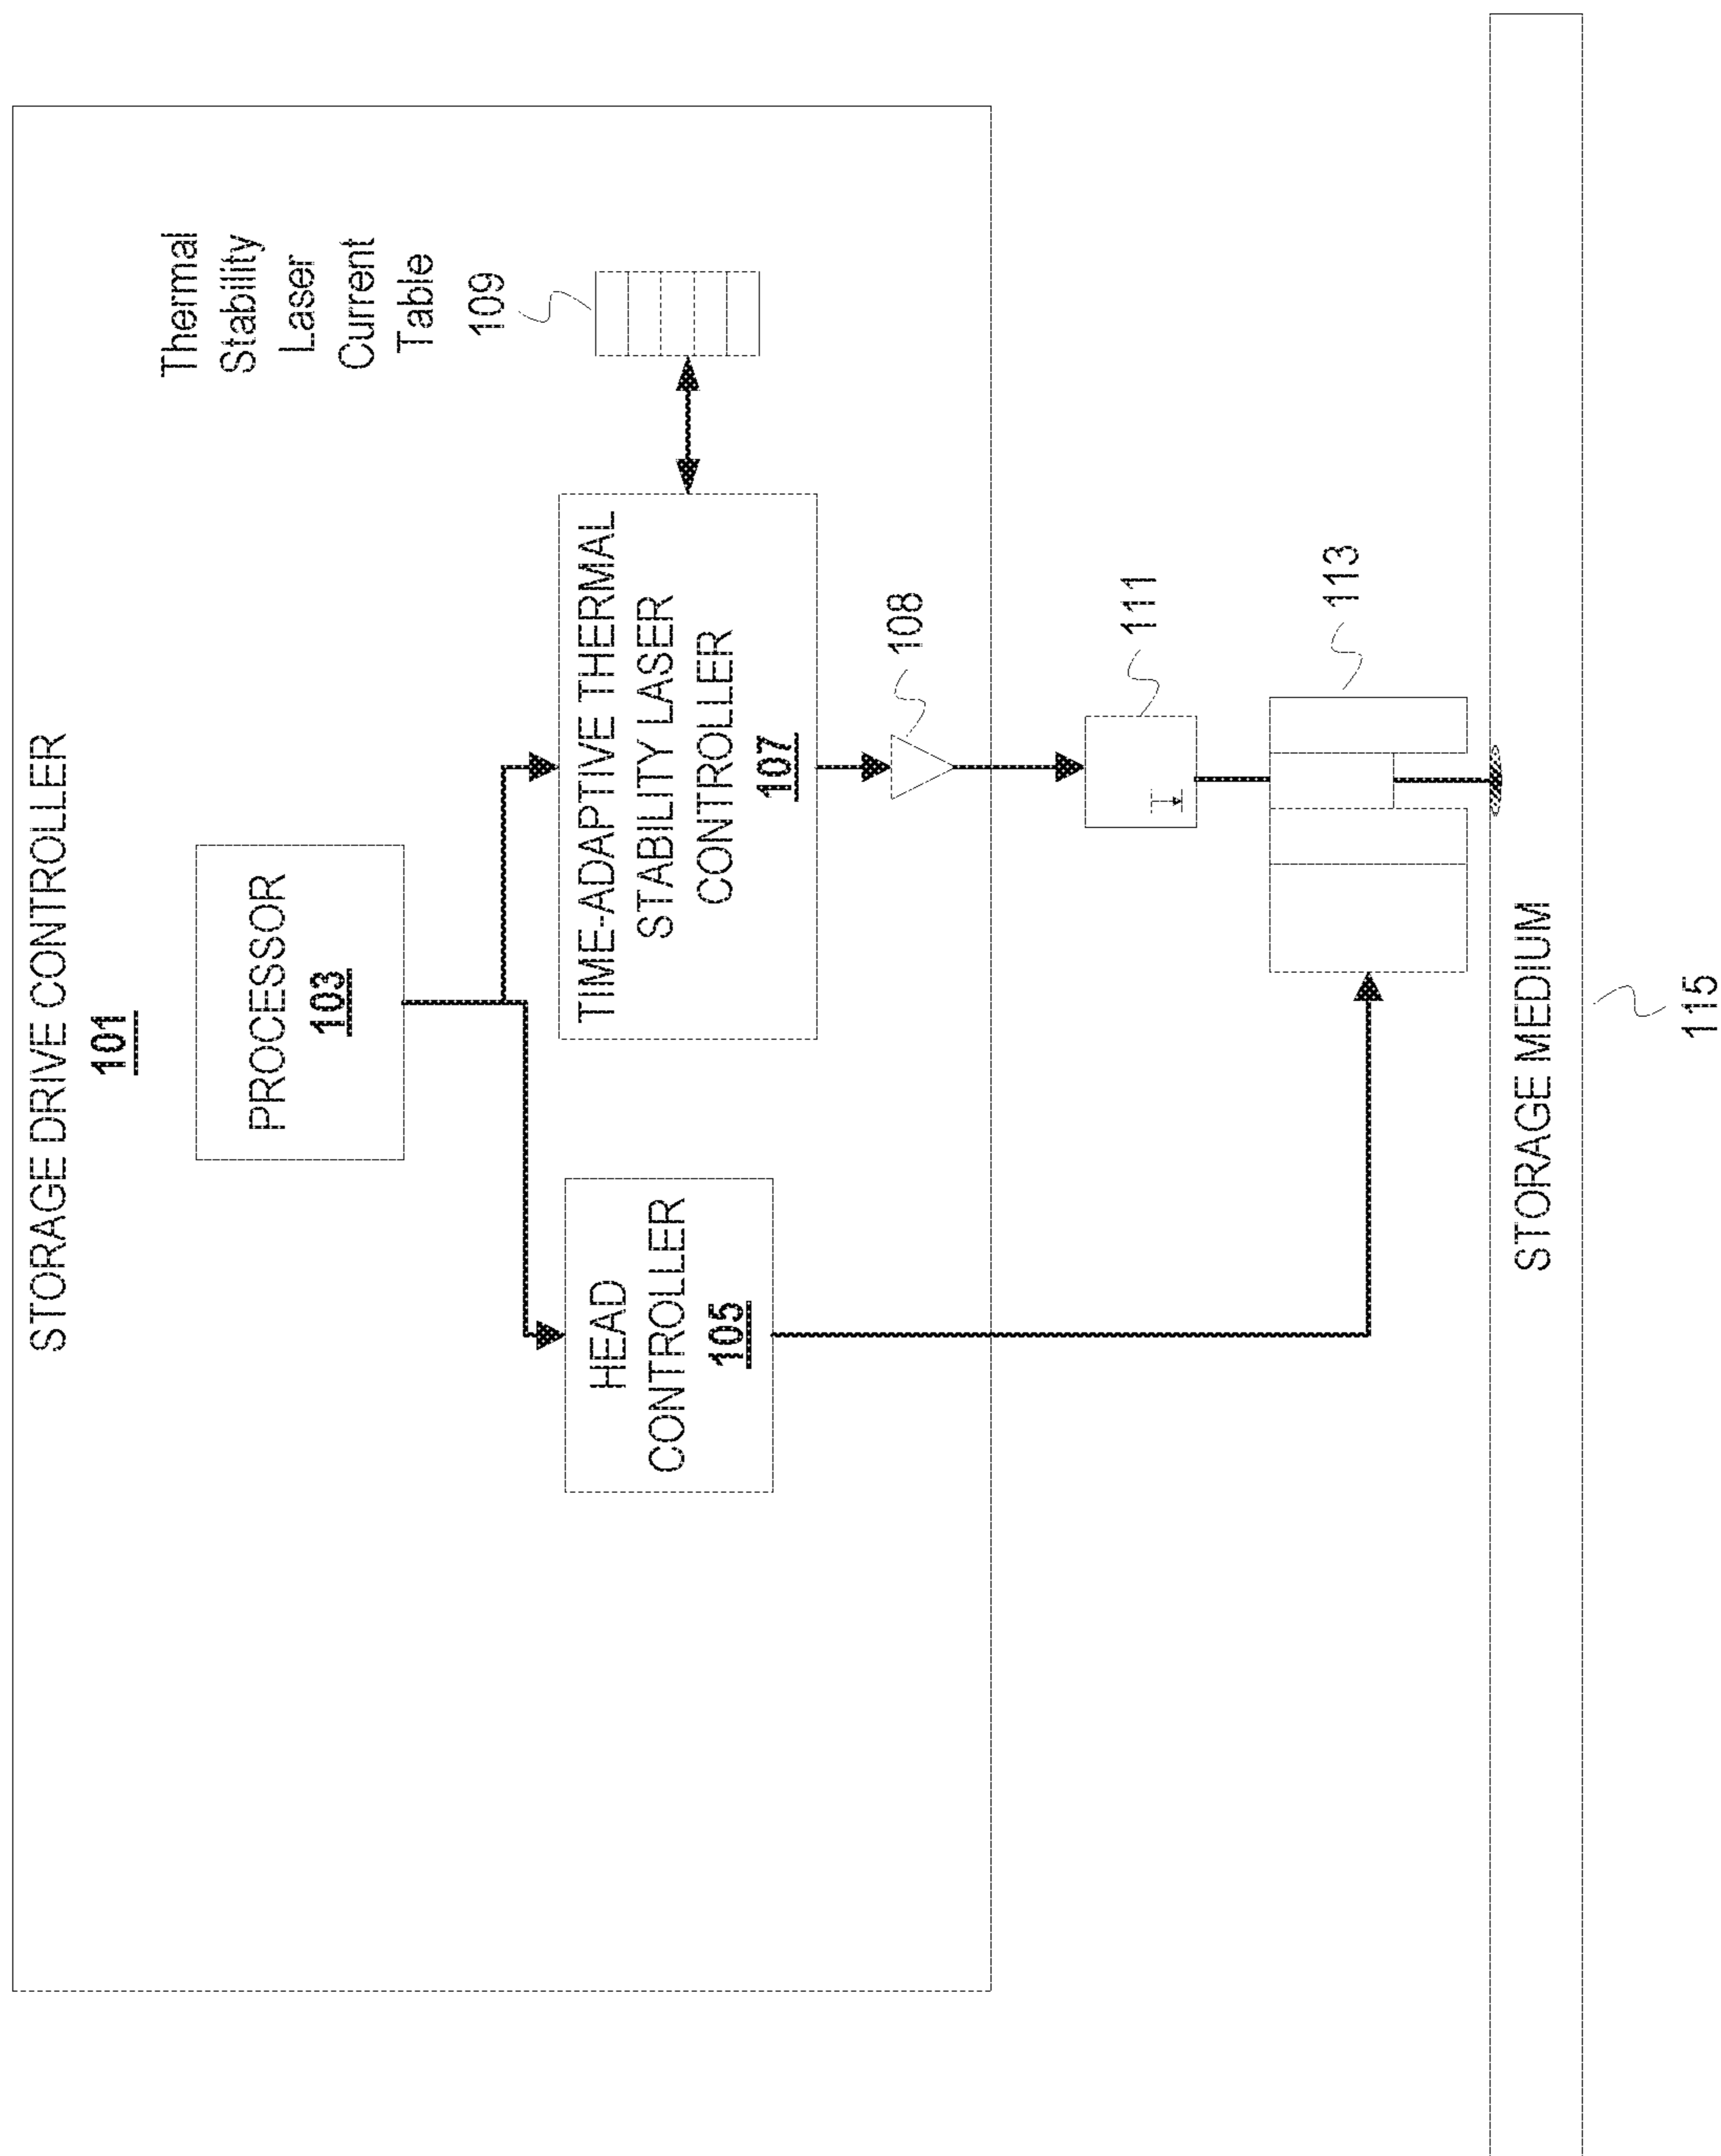 STORAGE DRIVE CONTROLLER
101
PROCESSOR
103
Thermal
Stability
Laser
Current
Table
109
HEAD
CONTROLLER
105
TIME-ADAPTIVE THERMAL
STABILITY LASER
CONTROLLER
107
108
111
113
STORAGE MEDIUM
115